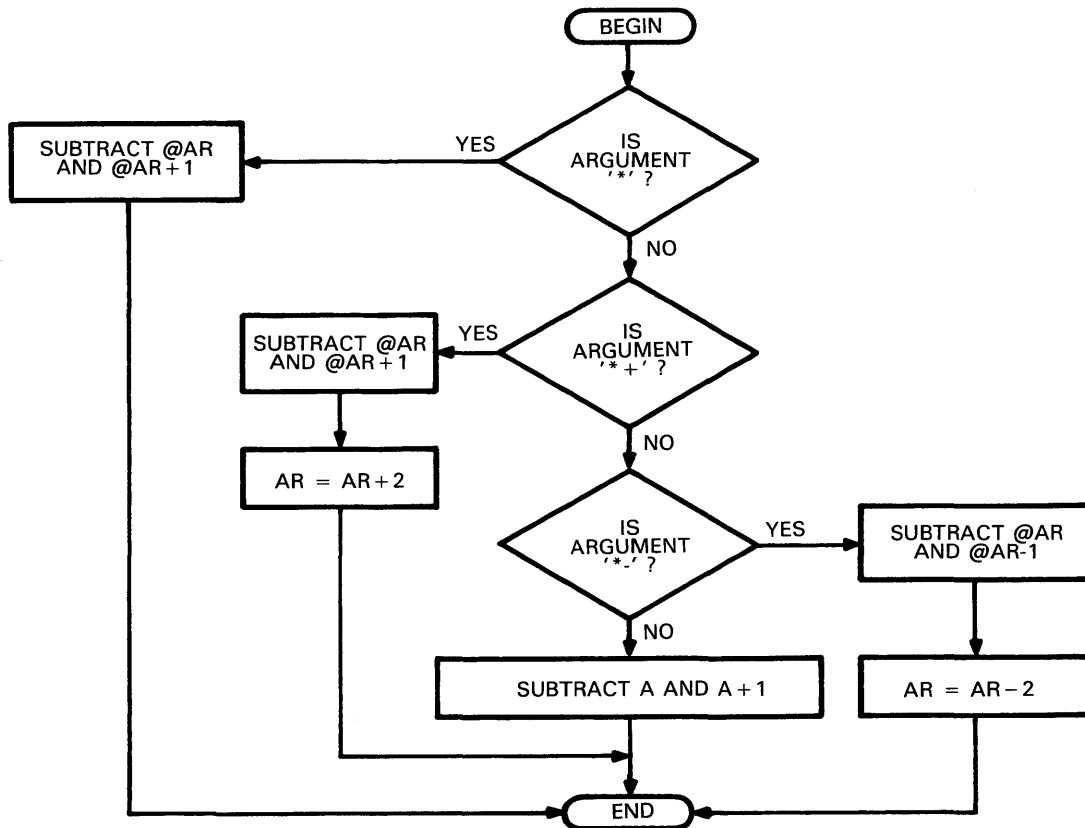 BEGIN
IS
ARGUMENT
'*' ?
YES
SUBTRACT @AR
AND @AR+1
NO
IS
ARGUMENT
'*+' ?
YES
SUBTRACT @AR
AND @AR+1
AR = AR+2
NO
IS
ARGUMENT
'*-' ?
YES
SUBTRACT @AR
AND @AR-1
AR = AR-2
NO
SUBTRACT A AND A+1
END